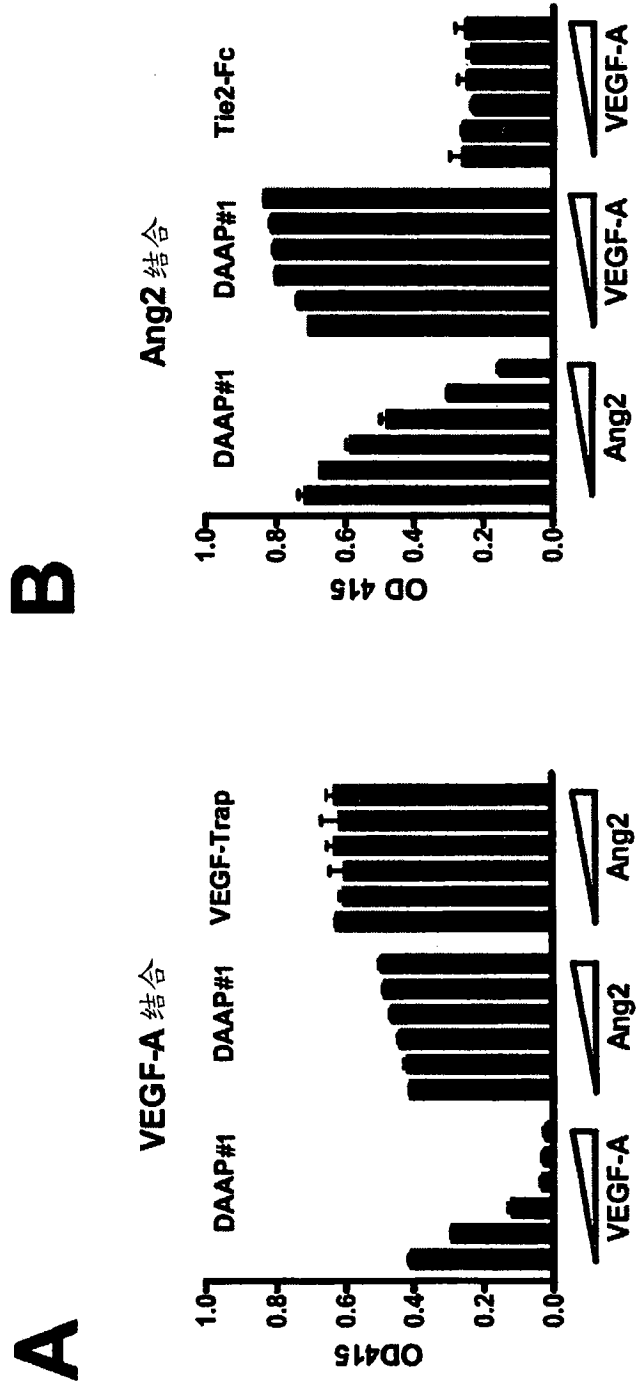 A
VEGF-A 结合
DAAP#1
DAAP#1
VEGF-Trap
OD415
1.0
0.8
0.6
0.4
0.2
0.0
VEGF-A
Ang2
Ang2
B
Ang2 结合
DAAP#1
DAAP#1
Tie2-Fc
OD 415
1.0
0.8
0.6
0.4
0.2
0.0
Ang2
VEGF-A
VEGF-A